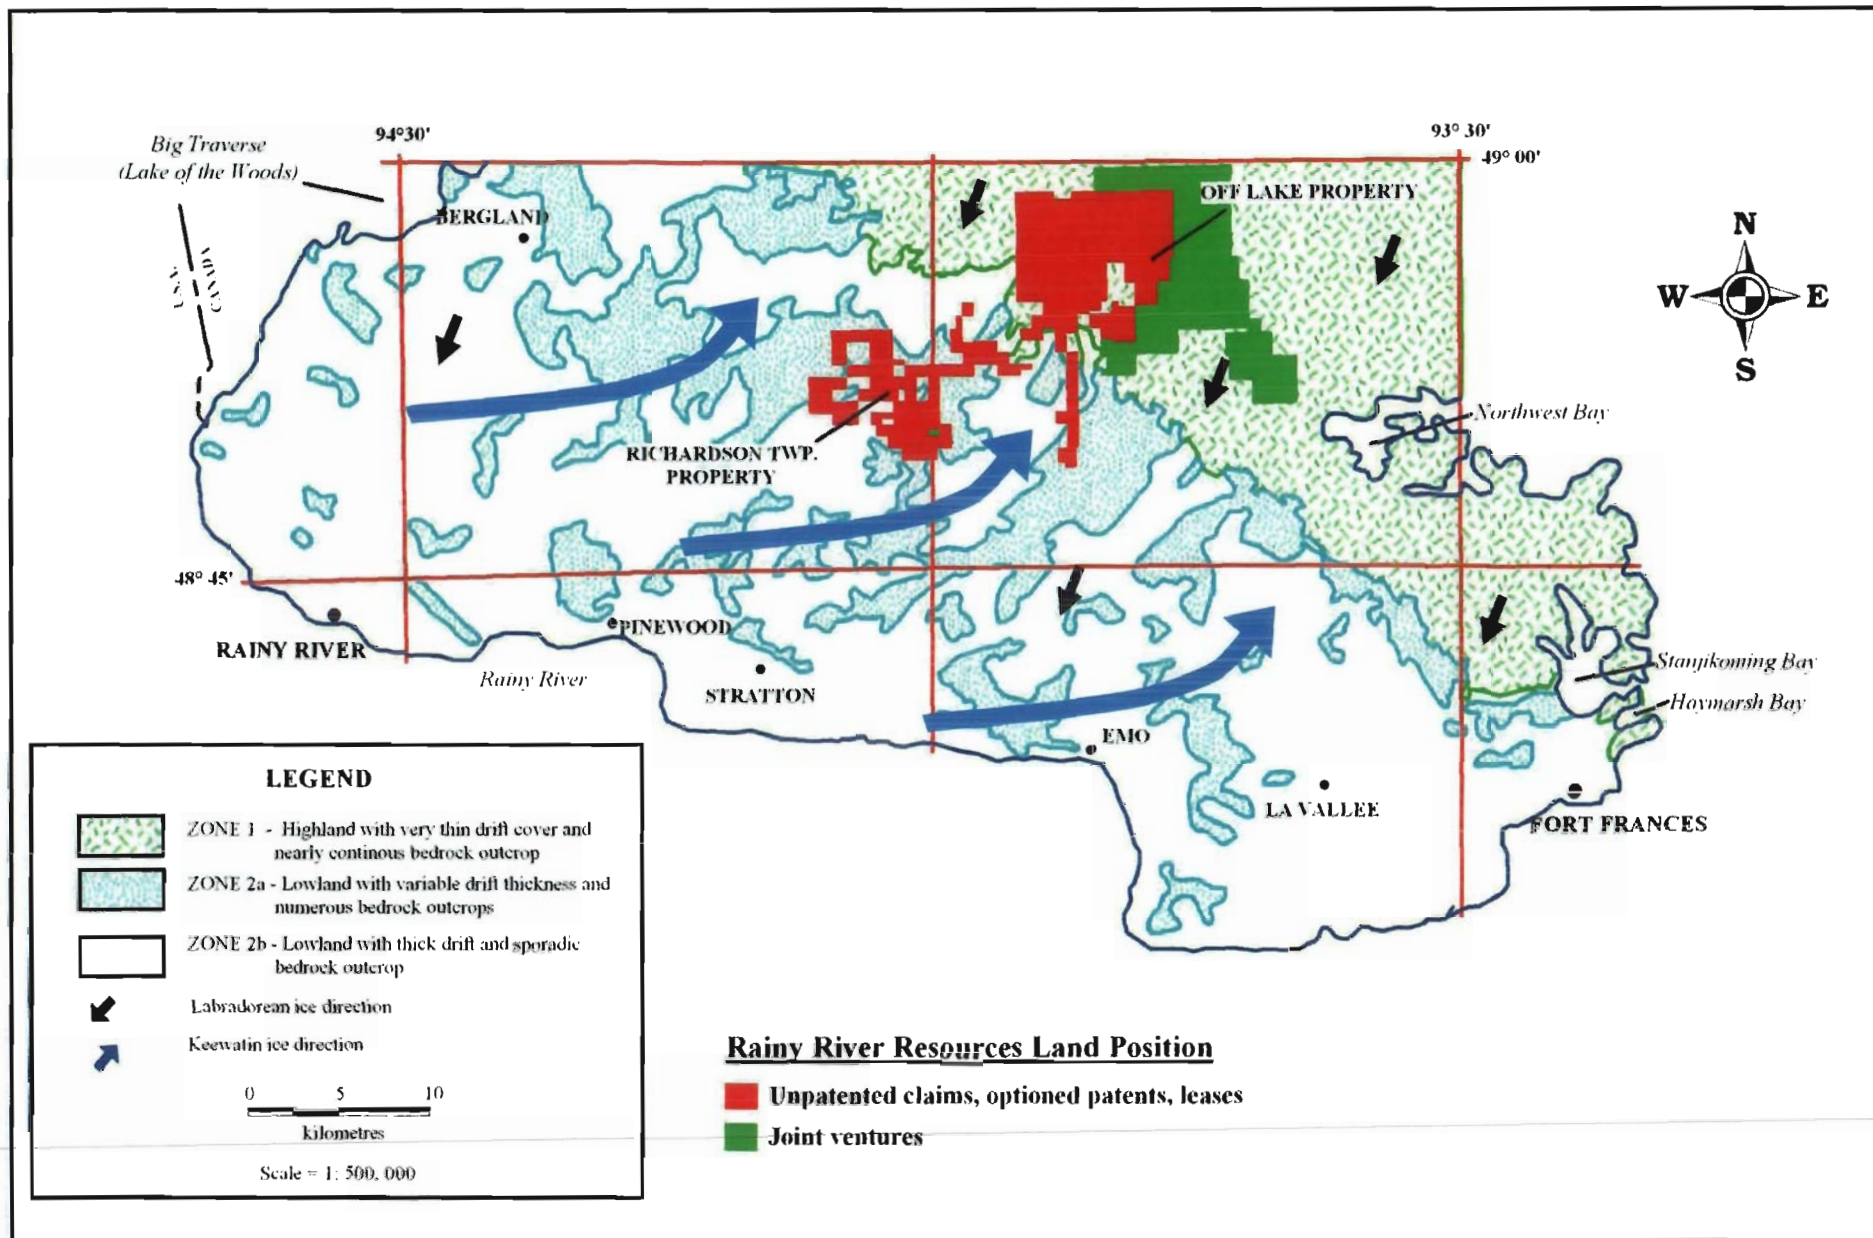 94°30'
93° 30'
49° 00'
Big Traverse
(Lake of the Woods)
BERGLAND
OFF LAKE PROPERTY
U.S.A.
CANADA
N
W
E
S
Northwest Bay
RICHARDSON TWP.
PROPERTY
48° 45'
RAINY RIVER
PINEWOOD
Rainy River
STRATTON
Stanjikoming Bay
Haymarsh Bay
EMO
LA VALLEE
FORT FRANCES
LEGEND
ZONE 1 - Highland with very thin drift cover and
nearly continous bedrock outcrop
ZONE 2a - Lowland with variable drift thickness and
numerous bedrock outcrops
ZONE 2b - Lowland with thick drift and sporadic
bedrock outcrop
Labradorean ice direction
Keewatin ice direction
0 5 10
kilometres
Scale = 1: 500, 000
Rainy River Resources Land Position
Unpatented claims, optioned patents, leases
Joint ventures